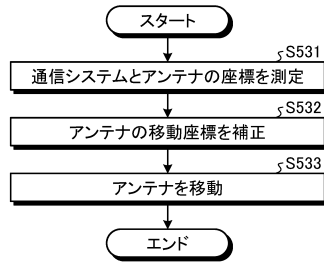 スタート
S531
通信システムとアンテナの座標を測定
S532
アンテナの移動座標を補正
S533
アンテナを移動
エンド